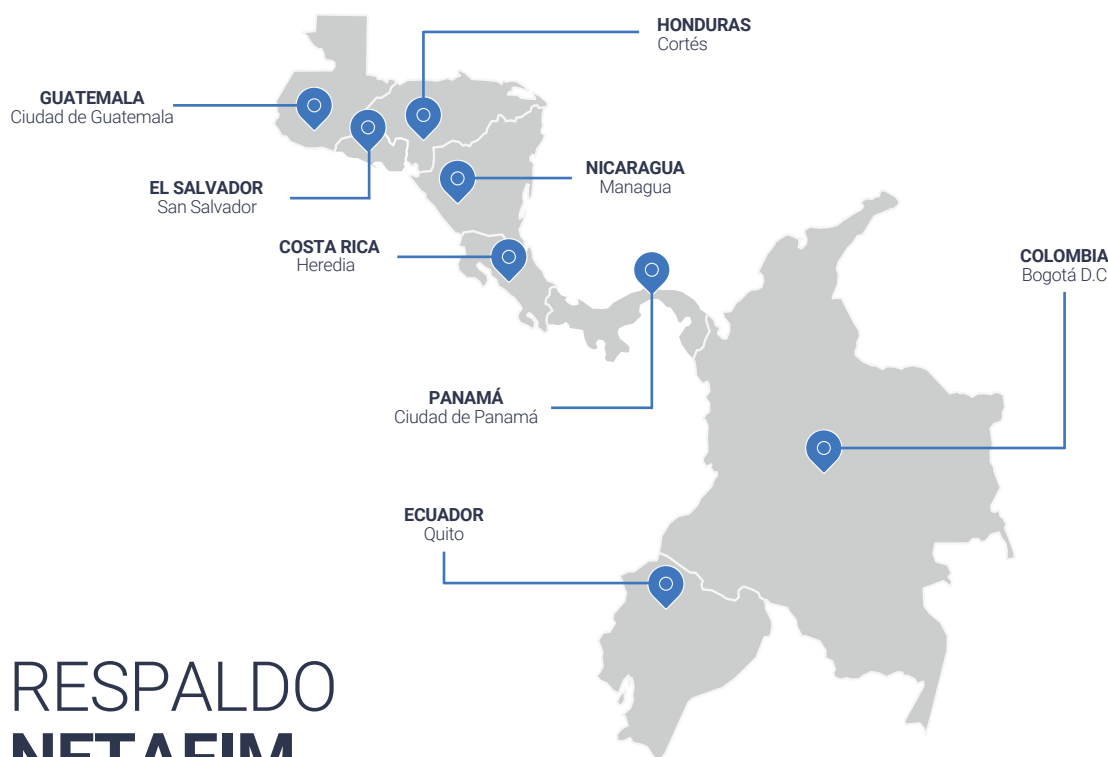 HONDURAS
Cortés
GUATEMALA
Ciudad de Guatemala
NICARAGUA
Managua
EL SALVADOR
San Salvador
COSTA RICA
Heredia
COLOMBIA
Bogotá D.C
PANAMÁ
Ciudad de Panamá
ECUADOR
Quito
RESPALDO
NETAFIM